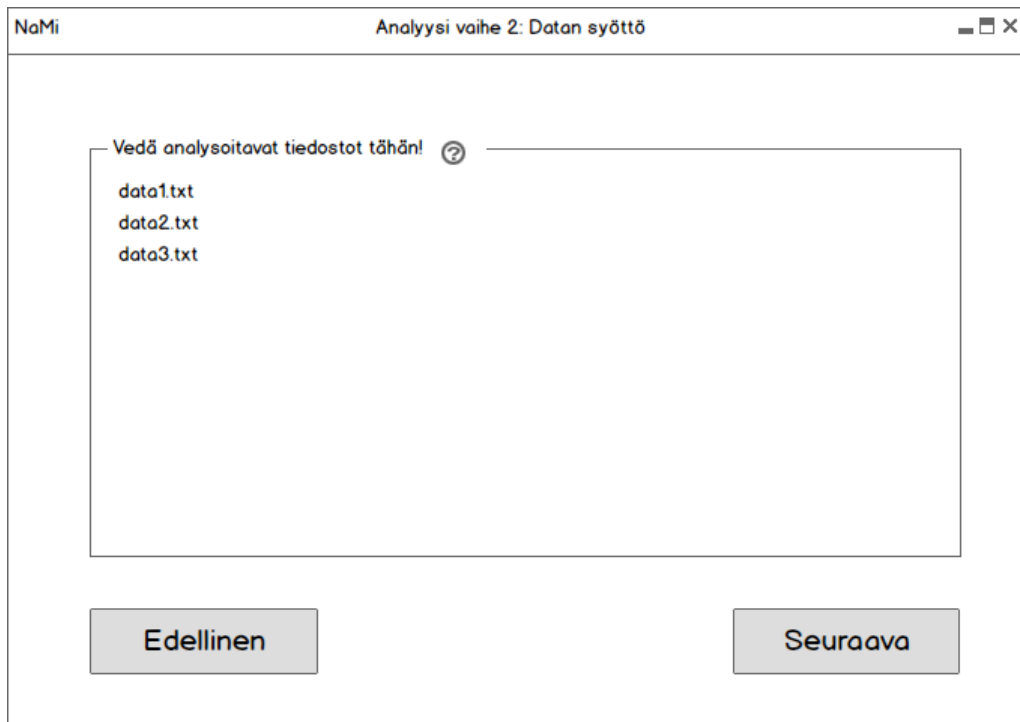 NaMi
Analyysi vaihe 2: Datan syöttö
Vedä analysoitavat tiedostot tähän!
data1.txt
data2.txt
data3.txt
Edellinen
Seuraava